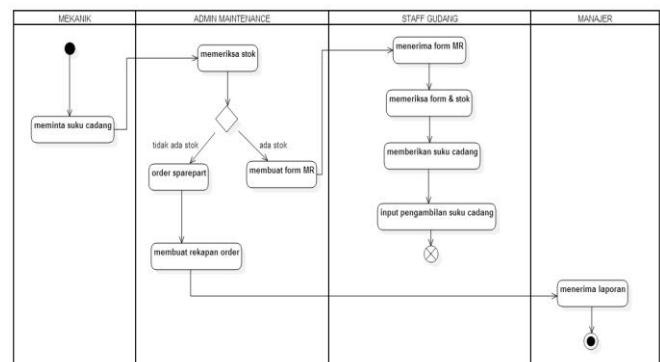 MEKANIK
ADMIN MAINTENANCE
STAFF GUDANG
MANAJER
meminta suku cadang
memeriksa stok
tidak ada stok
ada stok
order sparepart
membuat form MR
membuat rekapan order
menerima form MR
memeriksa form & stok
memberikan suku cadang
input pengambilan suku cadang
menerima laporan